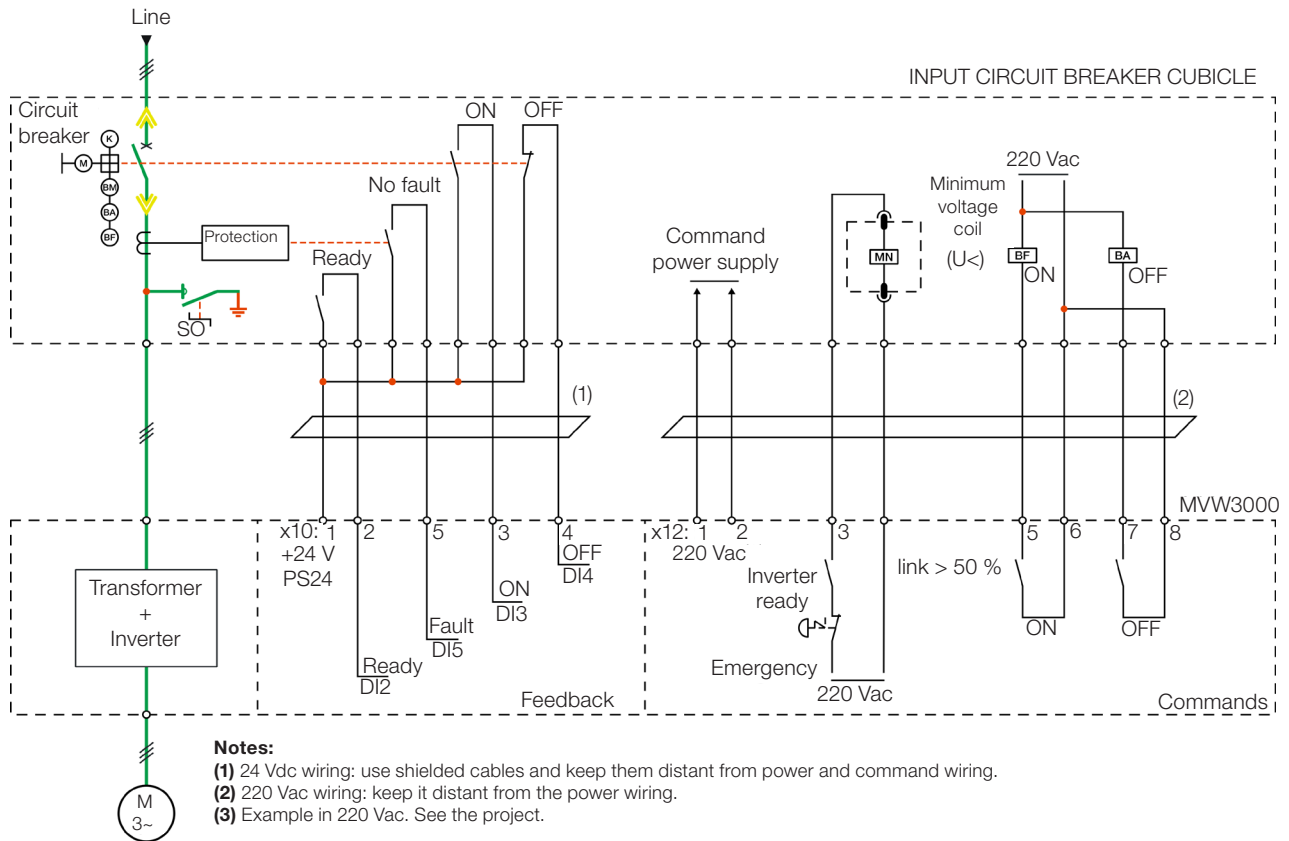 Line
INPUT CIRCUIT BREAKER CUBICLE
Circuit
breaker
K
M
BM
BA
BF
ON
OFF
No fault
Protection
Ready
SO
Command
power supply
MN
Minimum
voltage
coil
(U<)
220 Vac
BF
ON
BA
OFF
(1)
(2)
MVW3000
Transformer
+
Inverter
x10: 1 2 5 3 4
+24 V
PS24
OFF
DI4
ON
DI3
Fault
DI5
Ready
DI2
Feedback
x12: 1 2 3 5 6 7 8
220 Vac
Inverter
ready
Emergency
220 Vac
link > 50 %
ON
OFF
Commands
M
3~
Notes:
(1) 24 Vdc wiring: use shielded cables and keep them distant from power and command wiring.
(2) 220 Vac wiring: keep it distant from the power wiring.
(3) Example in 220 Vac. See the project.